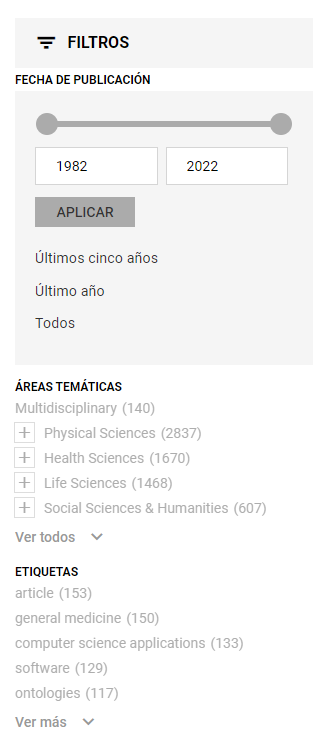 FILTROS
FECHA DE PUBLICACIÓN
1982 2022
APLICAR
Últimos cinco años
Último año
Todos
ÁREAS TEMÁTICAS
Multidisciplinary (140)
Physical Sciences (2837)
Health Sciences (1670)
Life Sciences (1468)
Social Sciences & Humanities (607)
Ver todos
ETIQUETAS
article (153)
general medicine (150)
computer science applications (133)
software (129)
ontologies (117)
Ver más